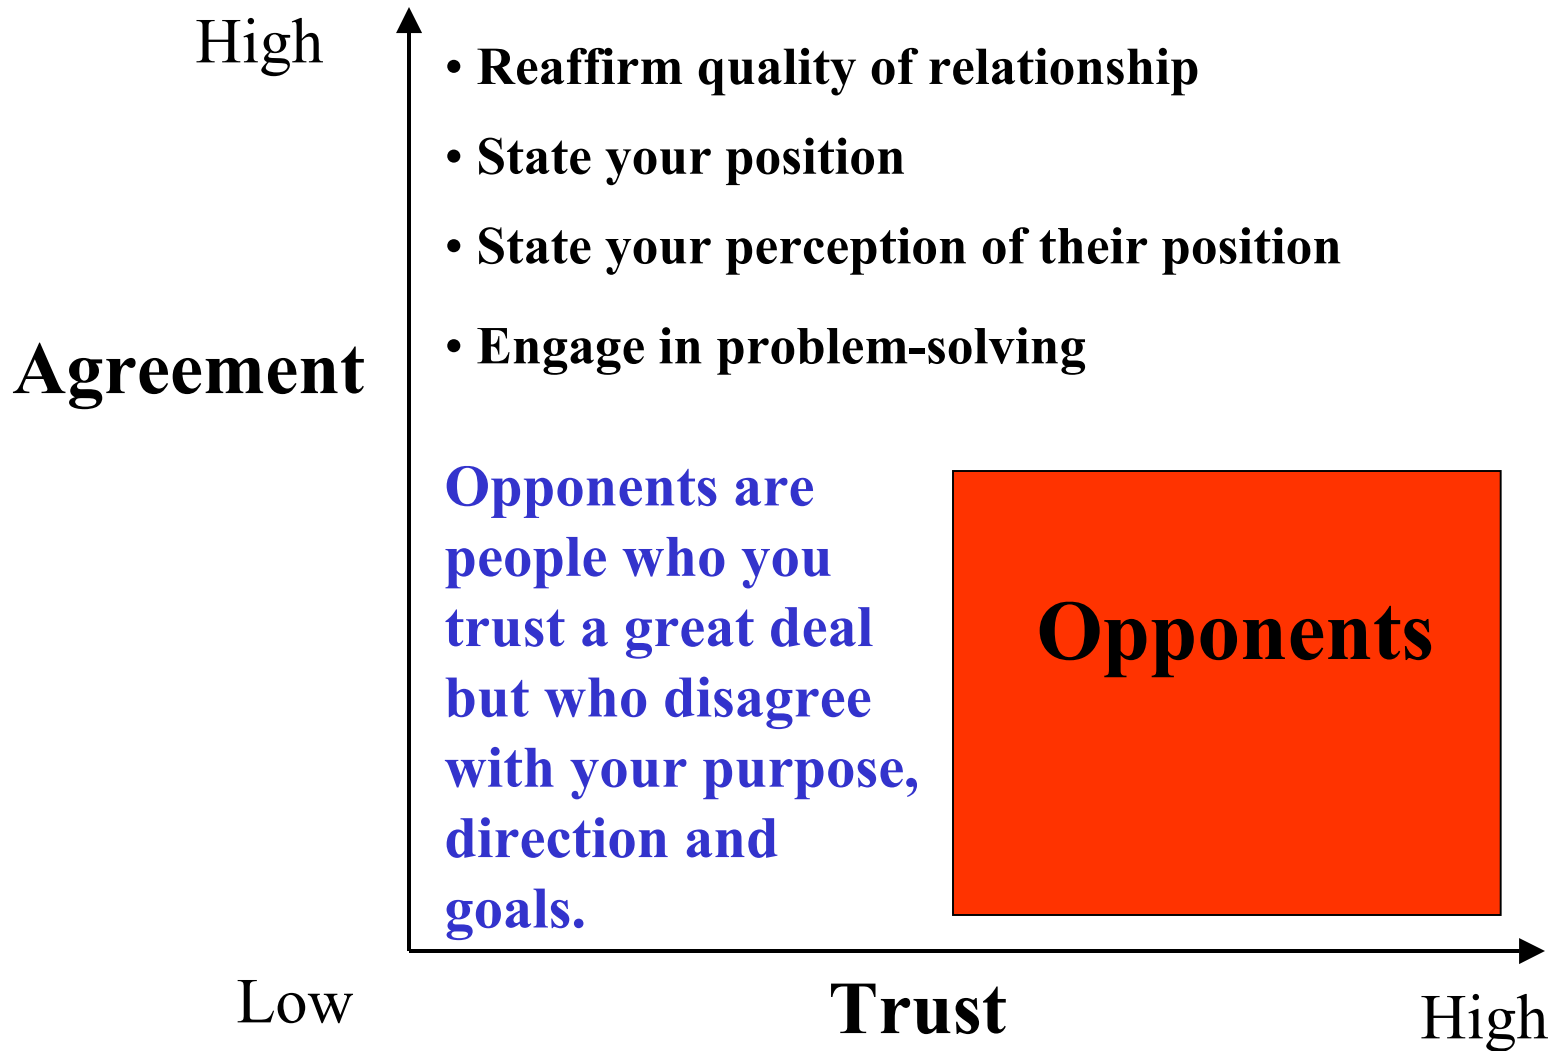 High
• Reaffirm quality of relationship
• State your position
• State your perception of their position
• Engage in problem-solving
Agreement
Opponents are
people who you
trust a great deal
but who disagree
with your purpose,
direction and
goals.
Opponents
Low
Trust
High